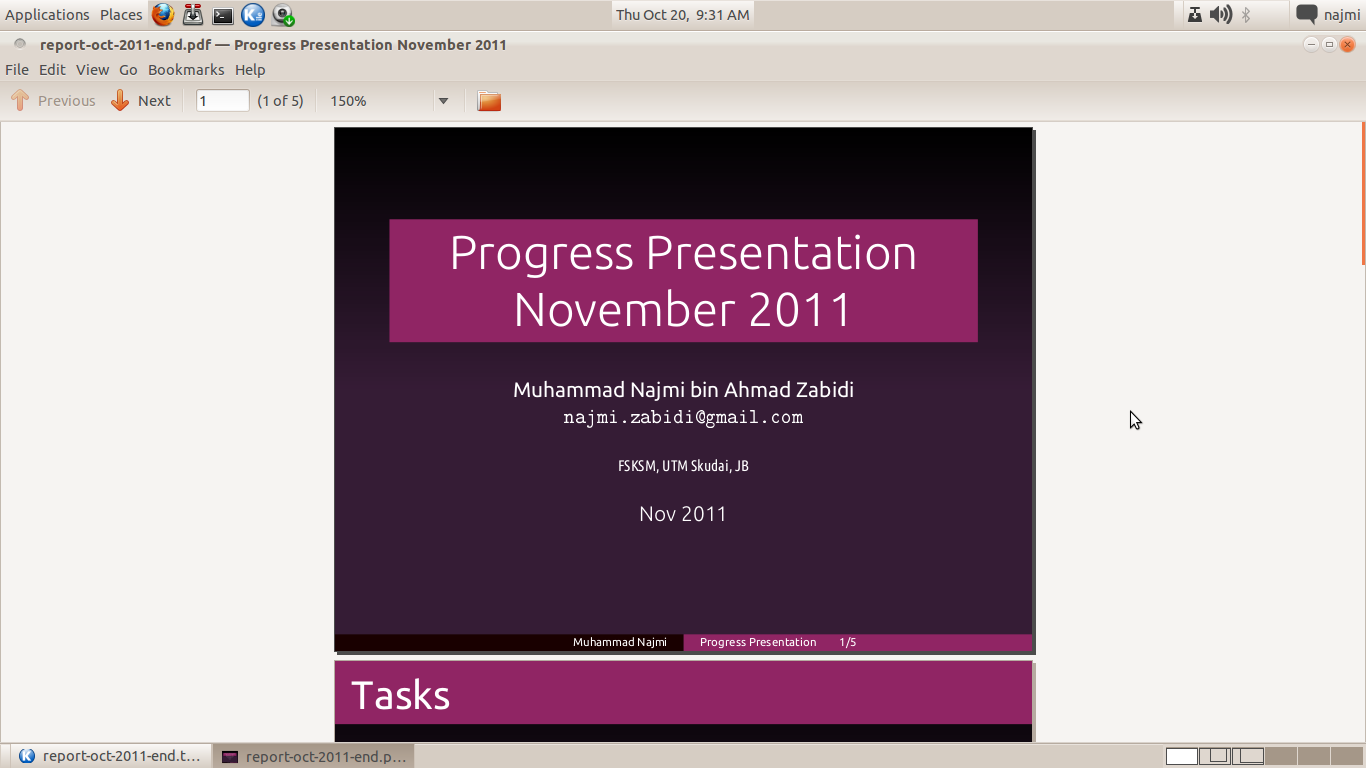 Applications Places Thu Oct 20, 9:31 AM najmi
report-oct-2011-end.pdf — Progress Presentation November 2011
File Edit View Go Bookmarks Help
Previous Next 1 (1 of 5) 150%
Progress Presentation
November 2011
Muhammad Najmi bin Ahmad Zabidi
najmi.zabidi@gmail.com
FSKSM, UTM Skudai, JB
Nov 2011
Muhammad Najmi Progress Presentation 1/5
Tasks
report-oct-2011-end.t… report-oct-2011-end.p…